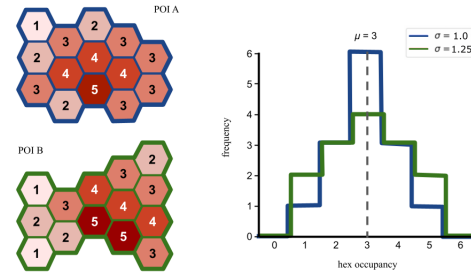 POI A
1 2
3 3
2 4 3
4 4
3 5 3
2 3
POI B
2
3
1 4 3
3 4
2 5 4
2 5
1 3
μ = 3
σ = 1.0
σ = 1.25
frequency
6
5
4
3
2
1
0
0 1 2 3 4 5 6
hex occupancy